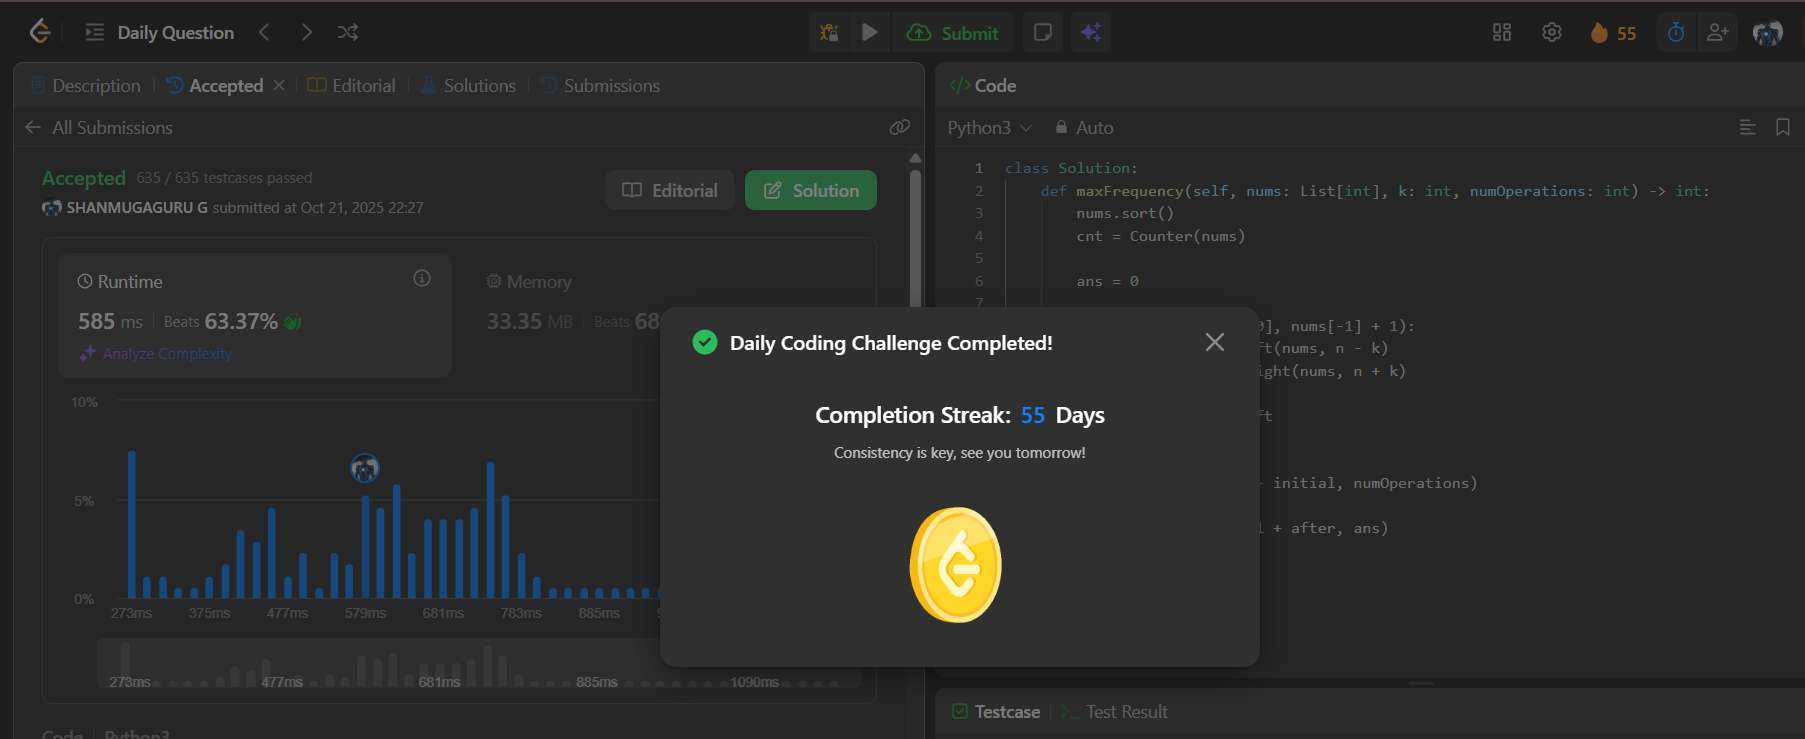 Daily Question
Submit
55
Description
Accepted
Editorial
Solutions
Submissions
All Submissions
Accepted 635 / 635 testcases passed
SHANMUGAGURU G submitted at Oct 21, 2025 22:27
Editorial
Solution
Runtime
585 ms
Beats 63.37%
Analyze Complexity
Memory
33.35 MB
Beats 68
10%
5%
0%
273ms 375ms 477ms 579ms 681ms 783ms 885ms
273ms 477ms 681ms 885ms 1090ms
Code | Python3
Daily Coding Challenge Completed!
Completion Streak: 55 Days
Consistency is key, see you tomorrow!
</> Code
Python3
Auto
1 class Solution:
2 def maxFrequency(self, nums: List[int], k: int, numOperations: int) -> int:
3 nums.sort()
4 cnt = Counter(nums)
5
6 ans = 0
7
], nums[-1] + 1):
ft(nums, n - k)
ight(nums, n + k)
ft
- initial, numOperations)
l + after, ans)
Testcase
Test Result